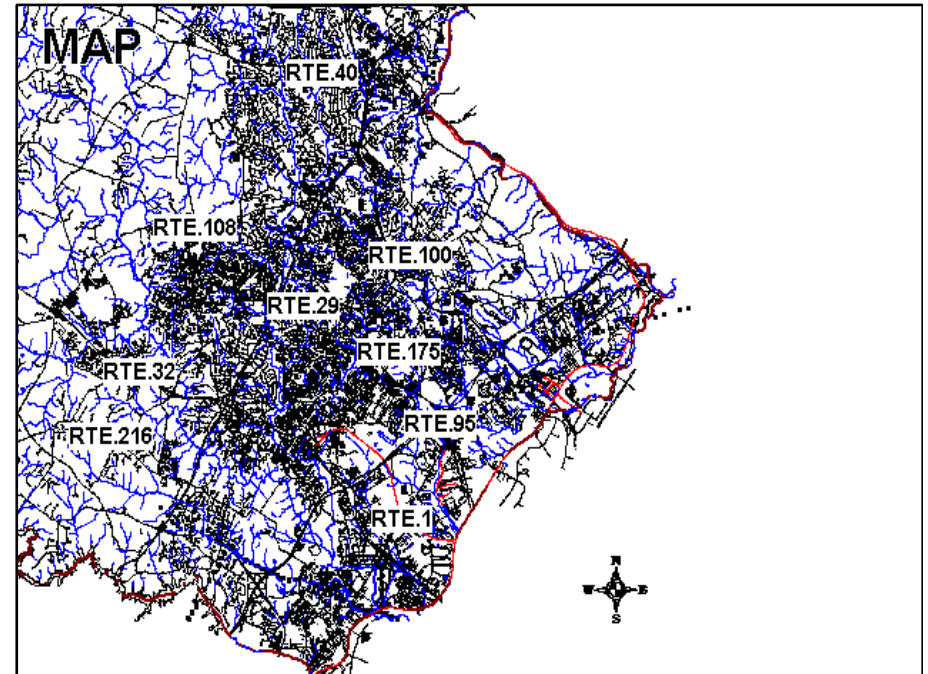 MAP
RTE.40
RTE.108
RTE.100
RTE.29
RTE.175
RTE.32
RTE.95
RTE.216
RTE.1
N
W E
S